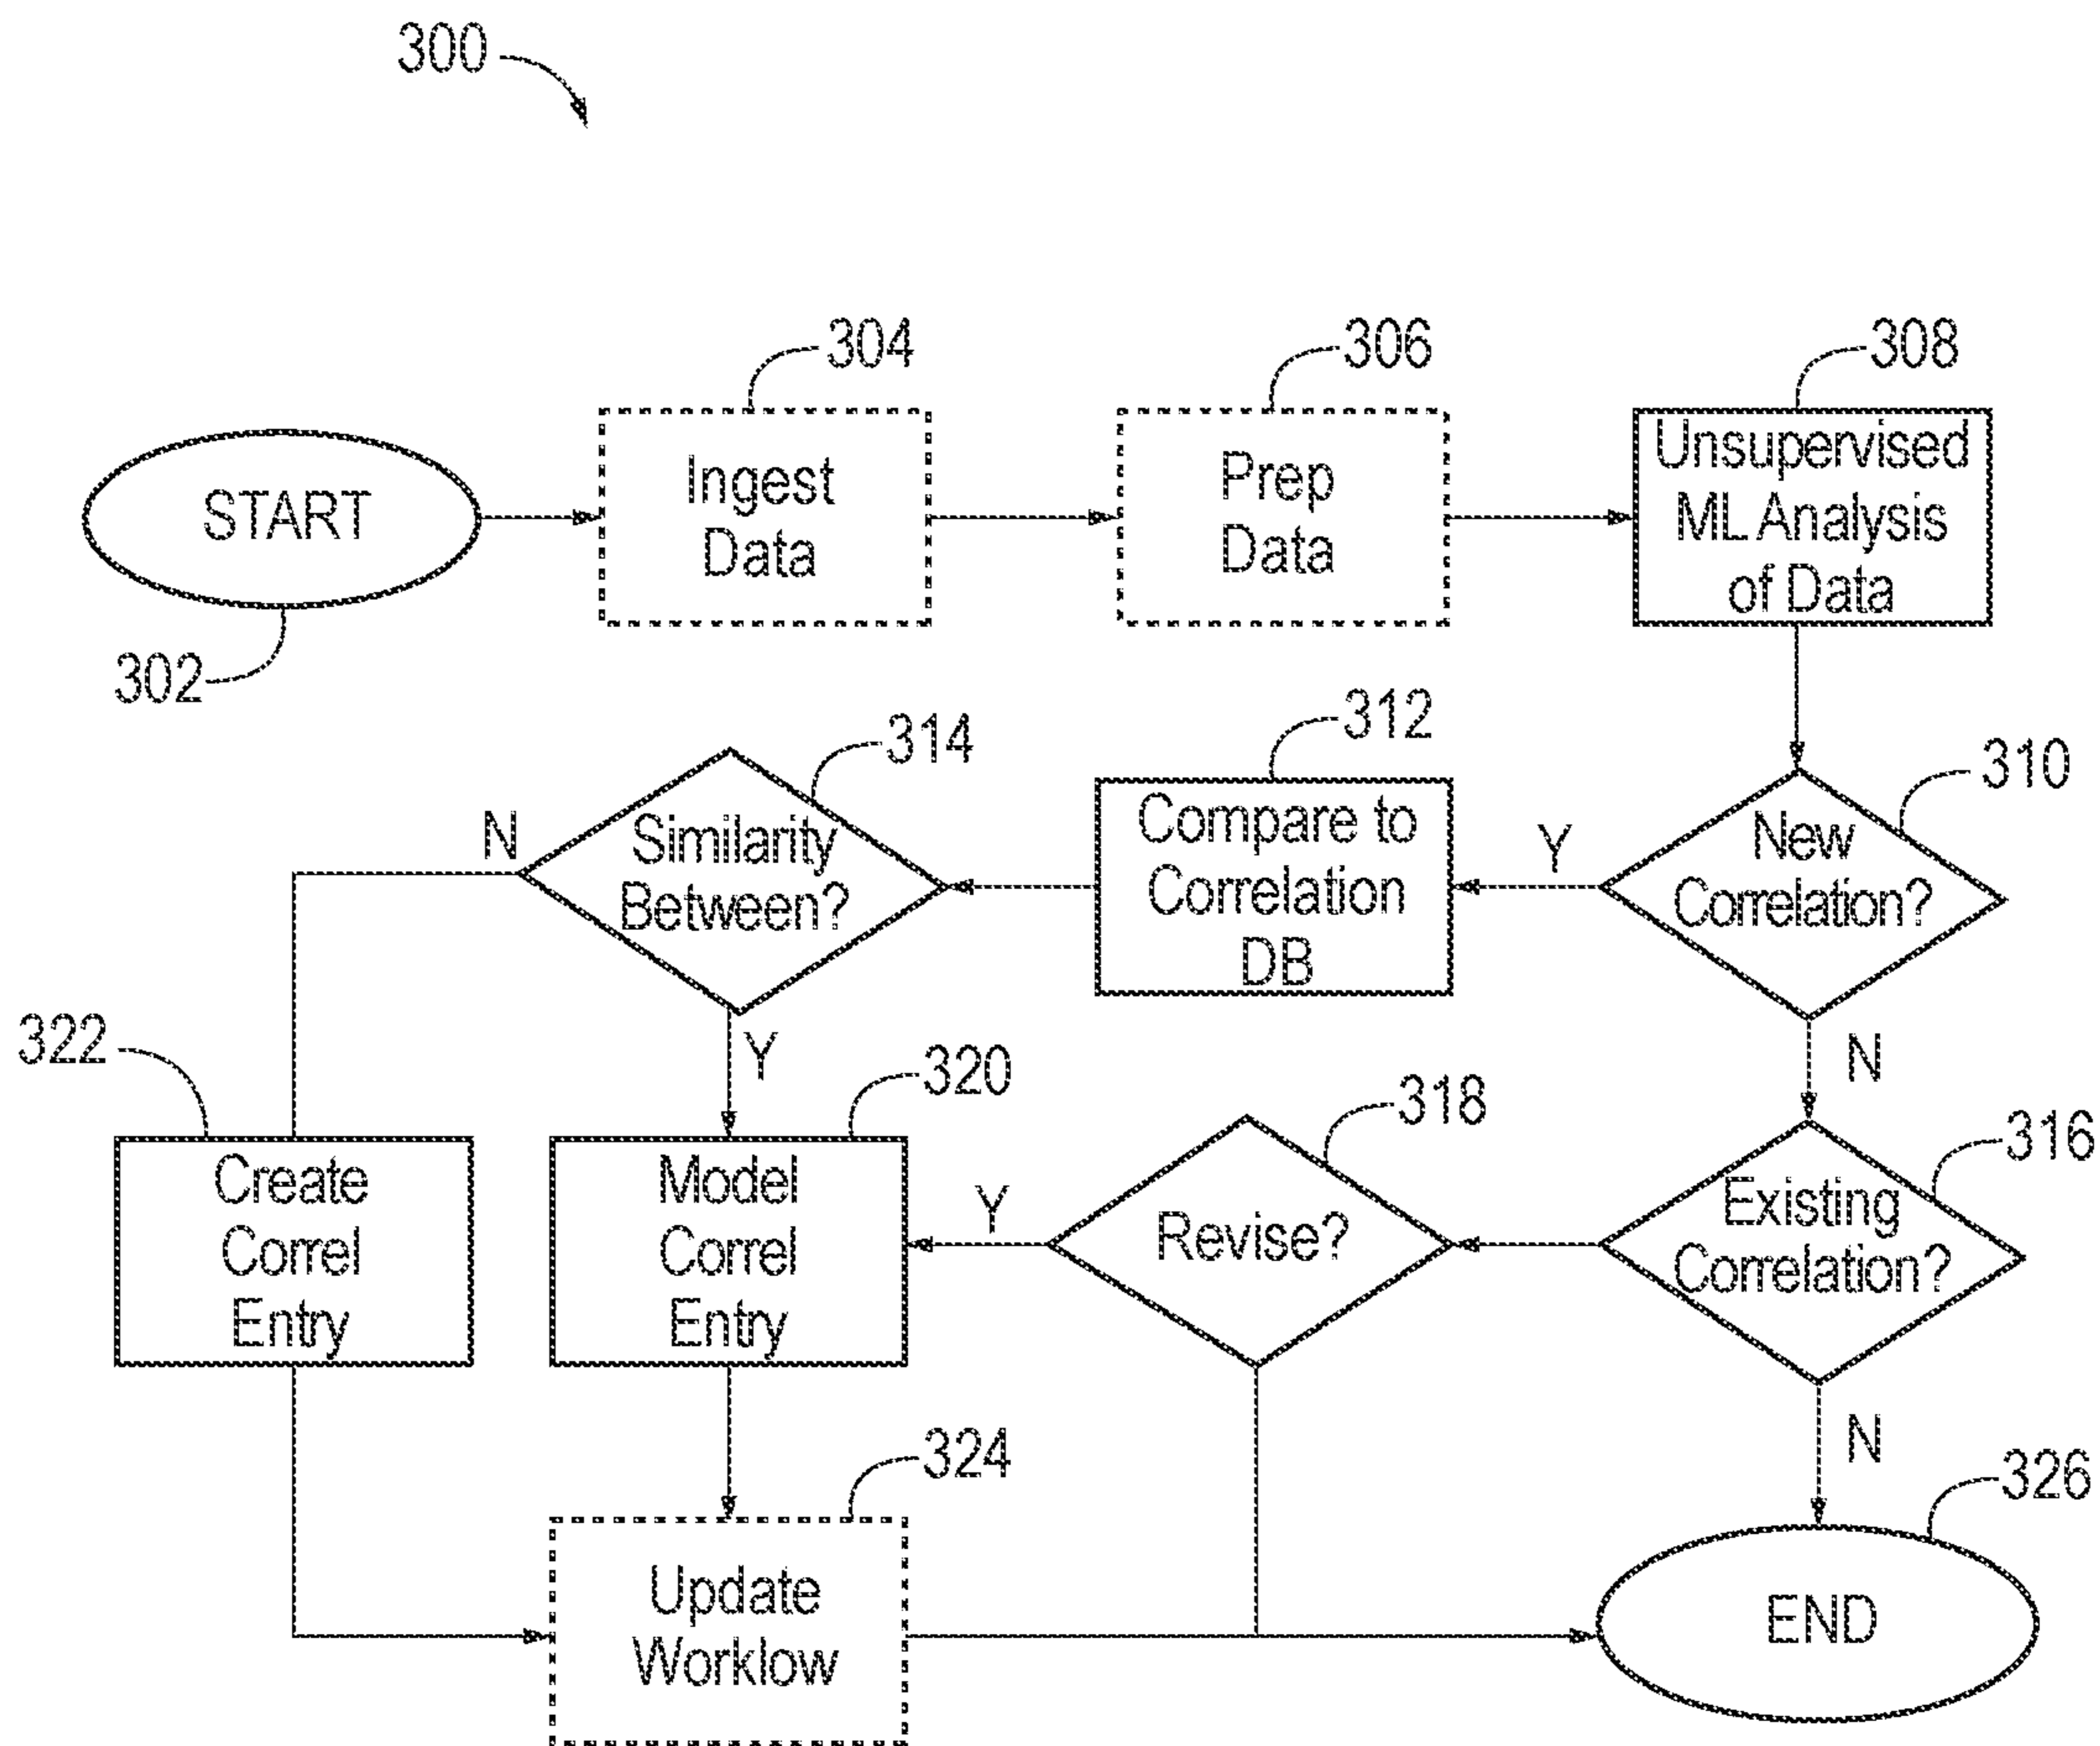 300
304
306
308
START
Ingest
Data
Prep
Data
Unsupervised
ML Analysis
of Data
302
314
312
310
N
Similarity
Between?
Compare to
Correlation
DB
Y
New
Correlation?
322
Y
320
318
N
316
Create
Correl
Entry
Model
Correl
Entry
Y
Revise?
Existing
Correlation?
324
N
326
Update
Worklow
END